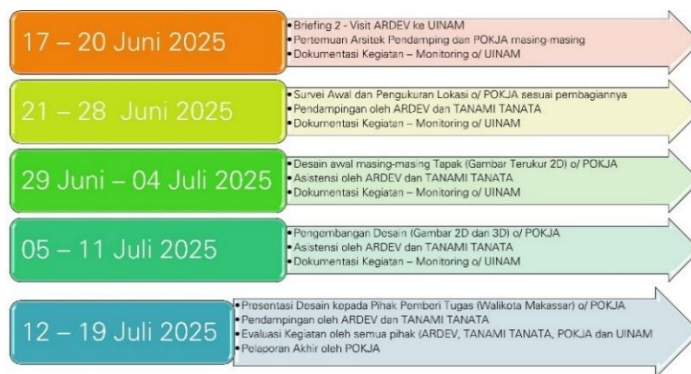 17 – 20 Juni 2025
•Briefing 2 - Visit ARDEV ke UINAM
•Pertemuan Arsitek Pendamping dan POKJA masing-masing
•Dokumentasi Kegiatan – Monitoring o/ UINAM
21 – 28 Juni 2025
•Survei Awal dan Pengukuran Lokasi o/ POKJA sesuai pembagiannya
•Pendampingan oleh ARDEV dan TANAMI TANATA
•Dokumentasi Kegiatan – Monitoring o/ UINAM
29 Juni – 04 Juli 2025
•Desain awal masing-masing Tapak (Gambar Terukur 2D) o/ POKJA
•Asistensi oleh ARDEV dan TANAMI TANATA
•Dokumentasi Kegiatan – Monitoring o/ UINAM
05 – 11 Juli 2025
•Pengembangan Desain (Gambar 2D dan 3D) o/ POKJA
•Asistensi oleh ARDEV dan TANAMI TANATA
•Dokumentasi Kegiatan – Monitoring o/ UINAM
12 – 19 Juli 2025
•Presentasi Desain kopada Pihak Pemberi Tugas (Walikota Makassar) o/ POKJA
•Pendampingan oleh ARDEV dan TANAMI TANATA
•Evaluasi Kegiatan oleh semua pihak (ARDEV, TANAMI TANATA, POKJA dan UINAM
•Pelaporan Akhir oleh POKJA